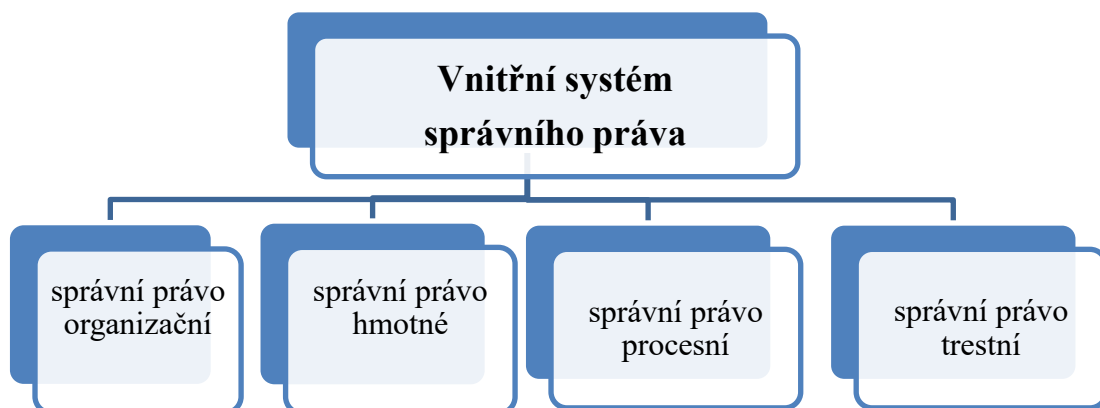 Vnitřní systém
správního práva
správní právo
organizační
správní právo
hmotné
správní právo
procesní
správní právo
trestní